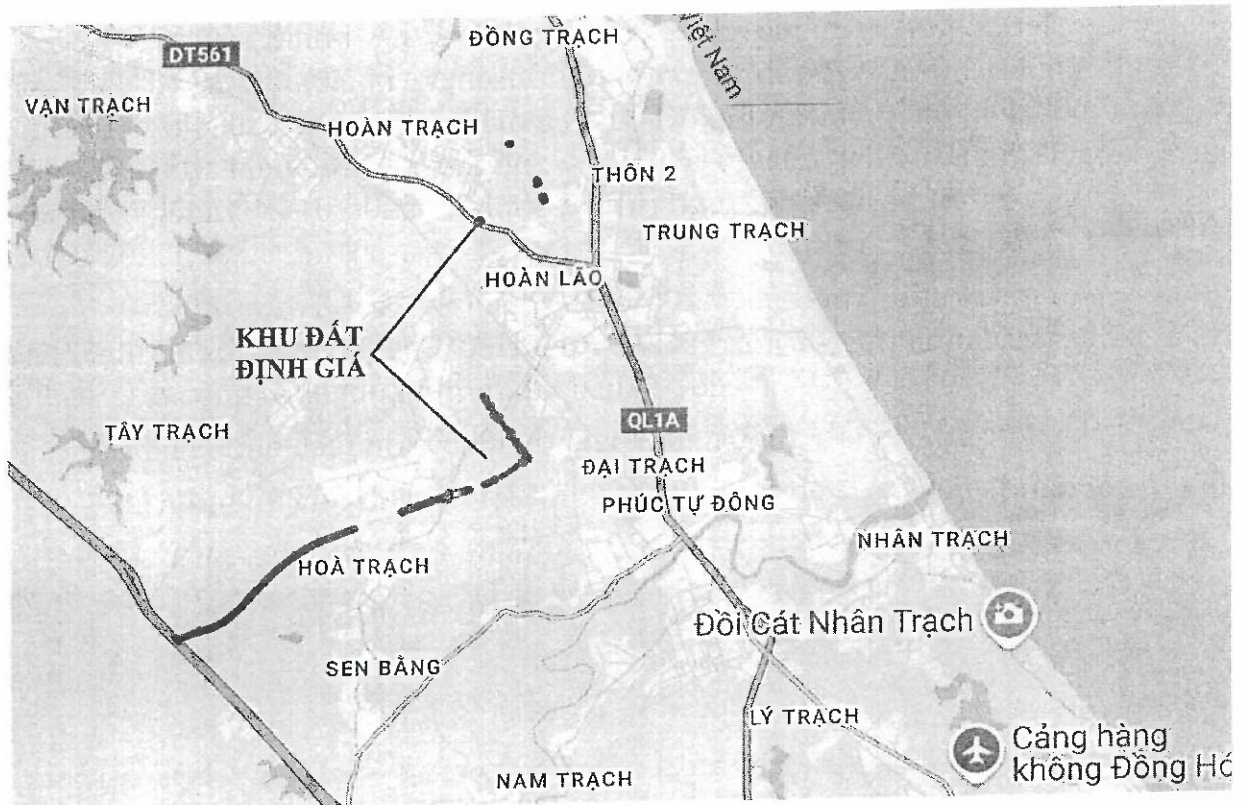 ĐỒNG TRẠCH
Việt Nam
DT561
VẠN TRẠCH
HOÀN TRẠCH
THÔN 2
TRUNG TRẠCH
HOÀN LÃO
KHU ĐẤT
ĐỊNH GIÁ
QL1A
TÂY TRẠCH
ĐẠI TRẠCH
PHÚC TỰ ĐÔNG
NHÂN TRẠCH
HOÀ TRẠCH
Đồi Cát Nhân Trạch
SEN BẰNG
LÝ TRẠCH
Cảng hàng
không Đồng Hớ
NAM TRẠCH